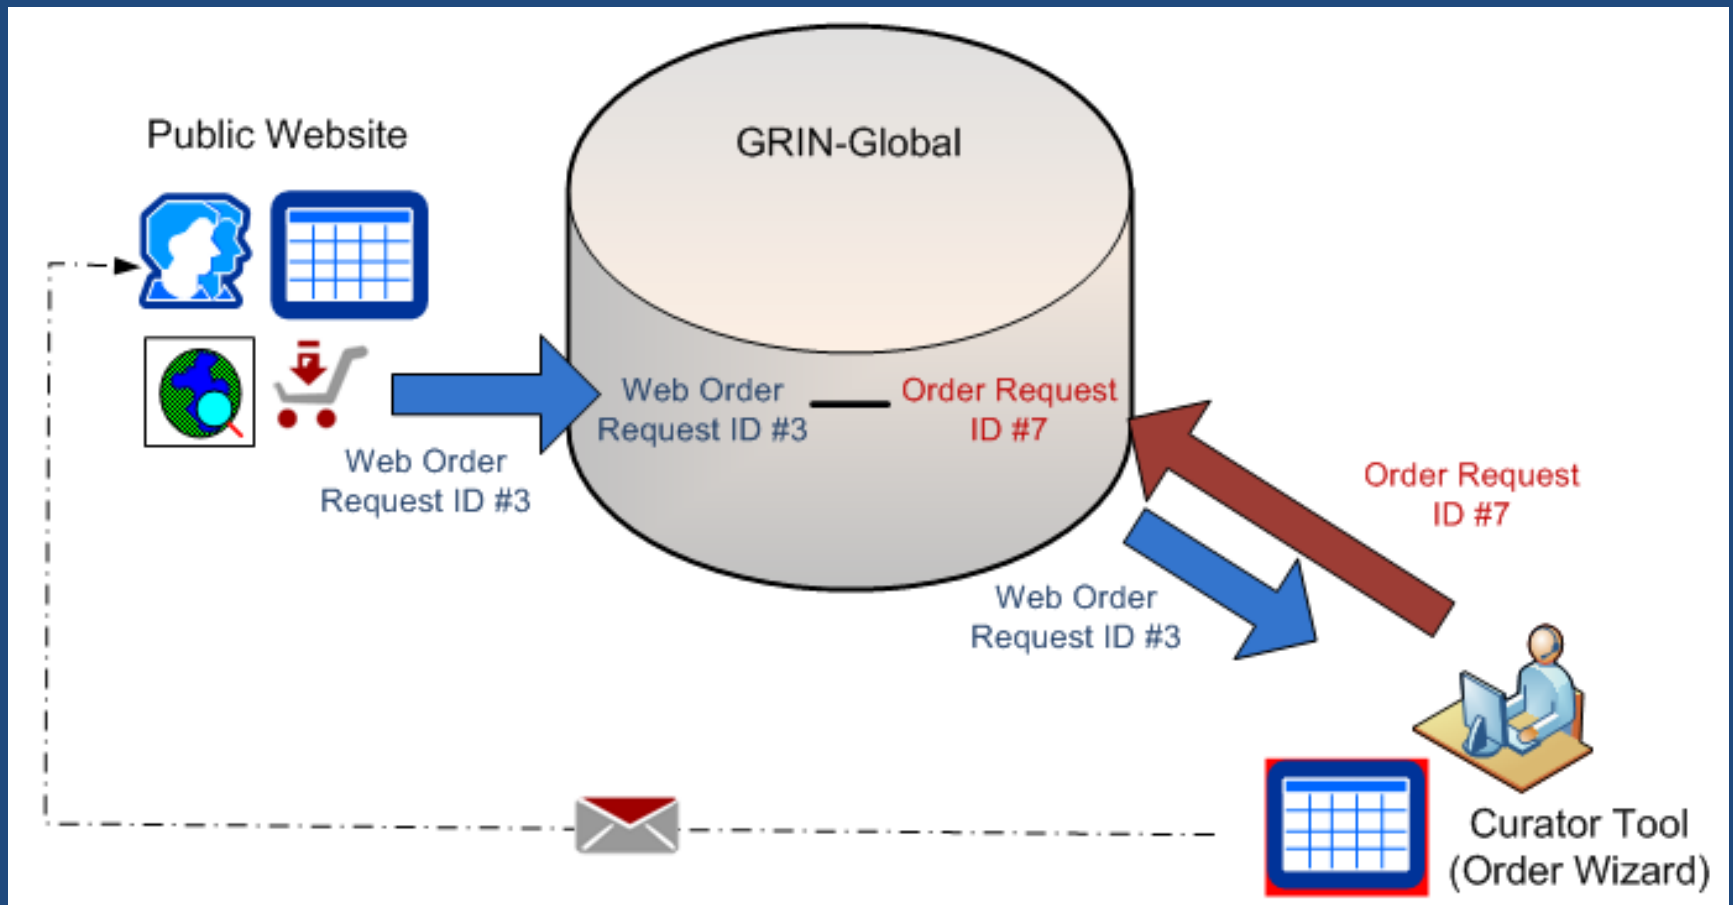 Public Website
GRIN-Global
Web Order
Request ID #3
Order Request
ID #7
Web Order
Request ID #3
Order Request
ID #7
Web Order
Request ID #3
Curator Tool
(Order Wizard)